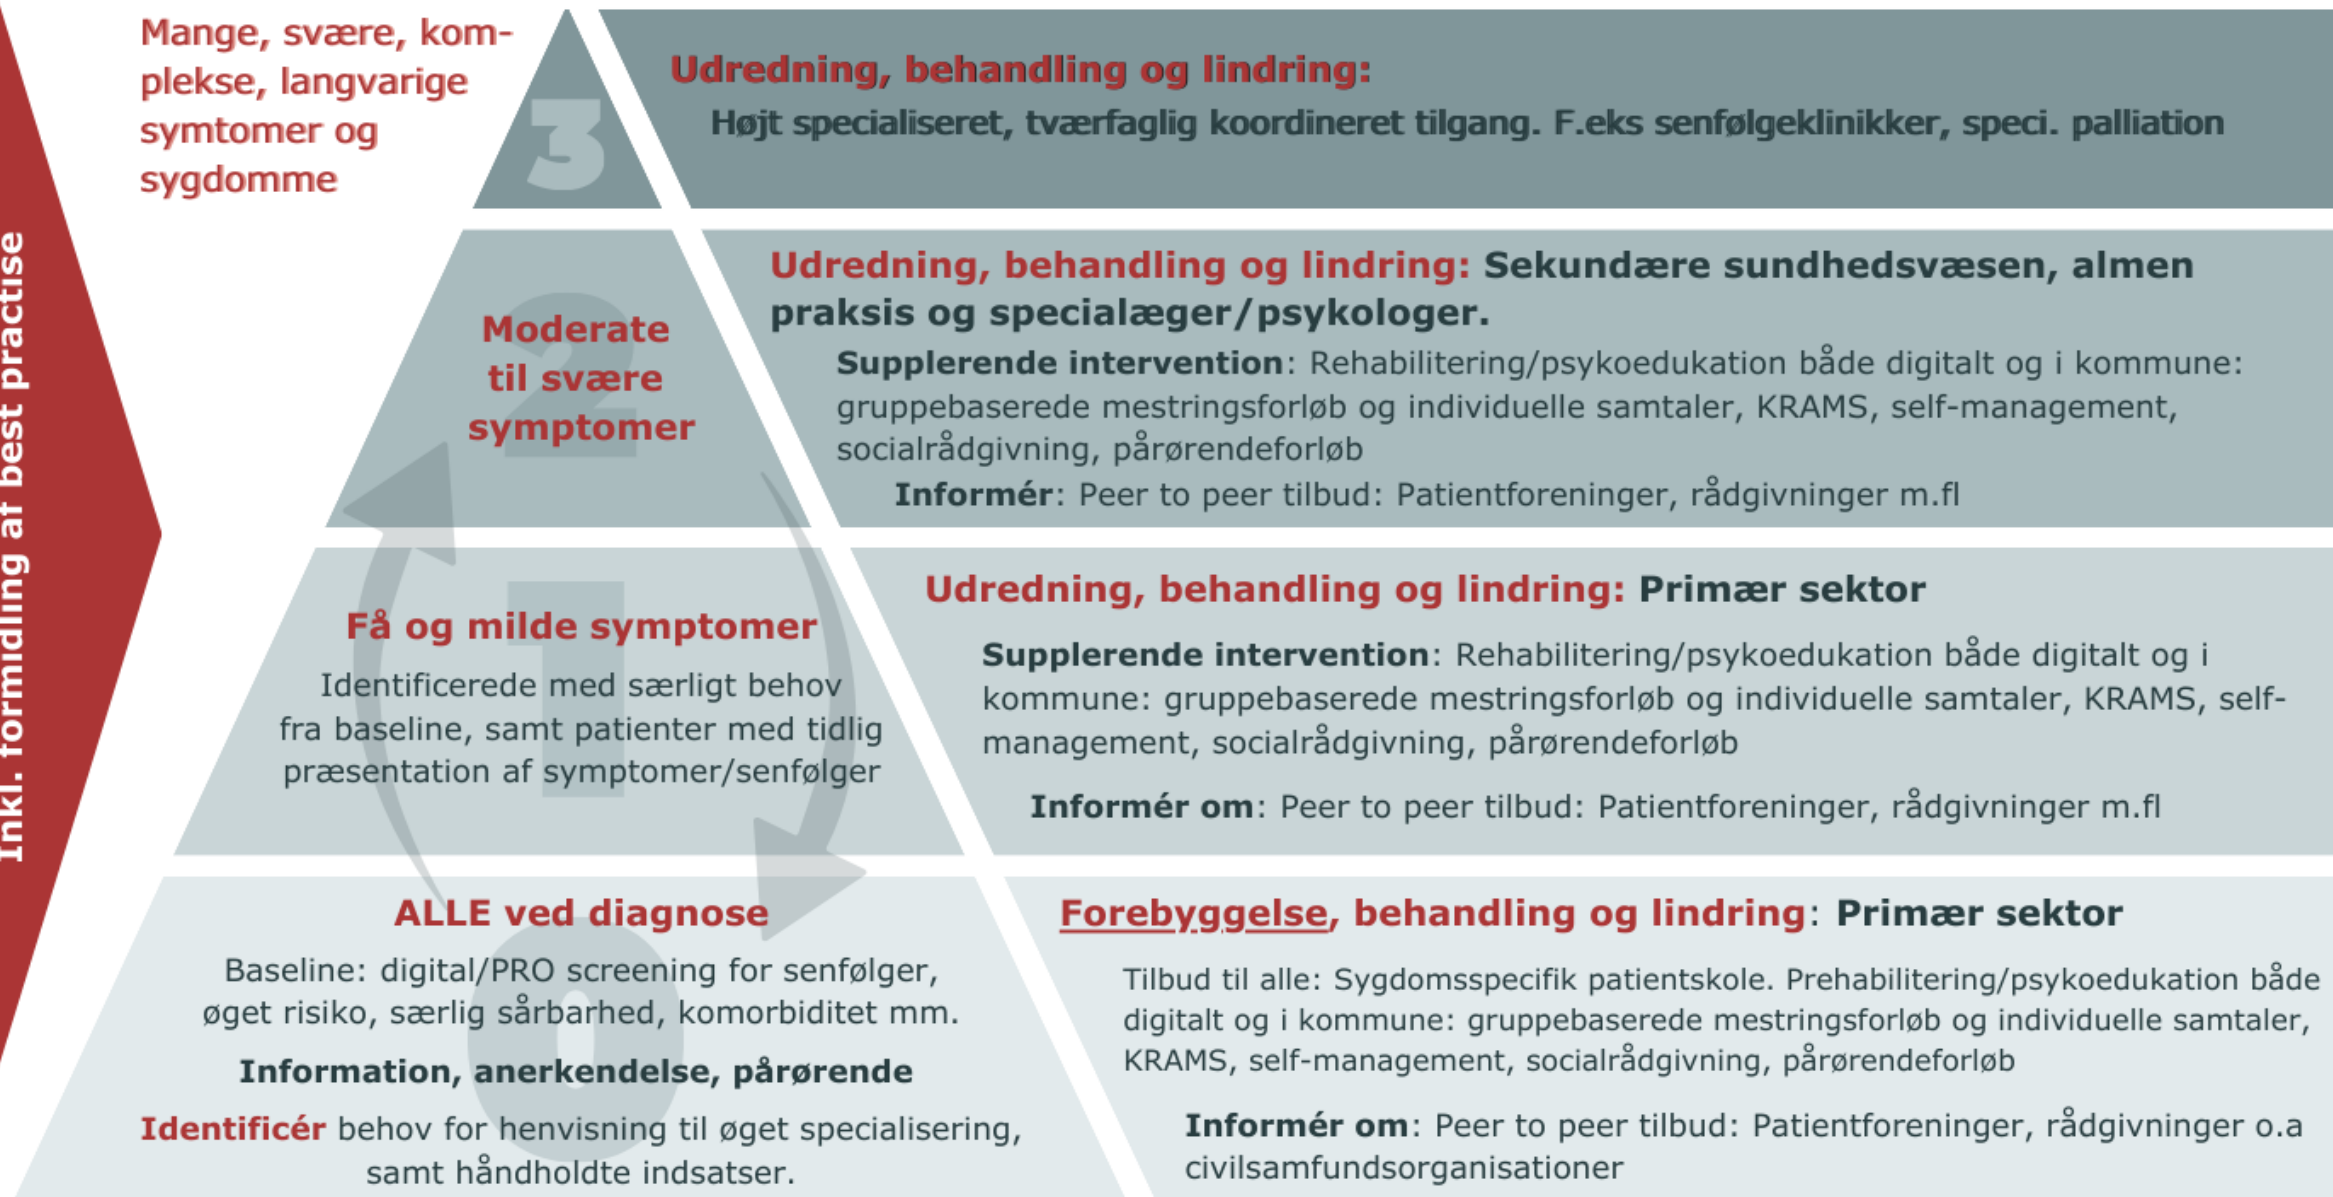 Inkl. formidling af best practise
Mange, svære, kom-
plekse, langvarige
symtomer og
sygdomme
3
Udredning, behandling og lindring:
Højt specialiseret, tværfaglig koordineret tilgang. F.eks senfølgeklinikker, speci. palliation
2
Moderate
til svære
symptomer
Udredning, behandling og lindring: Sekundære sundhedsvæsen, almen
praksis og specialæger/psykologer.
Supplerende intervention: Rehabilitering/psykoedukation både digitalt og i kommune:
gruppebaserede mestringsforløb og individuelle samtaler, KRAMS, self-management,
socialrådgivning, pårørendeforløb
Informér: Peer to peer tilbud: Patientforeninger, rådgivninger m.fl
1
Få og milde symptomer
Identificerede med særligt behov
fra baseline, samt patienter med tidlig
præsentation af symptomer/senfølger
Udredning, behandling og lindring: Primær sektor
Supplerende intervention: Rehabilitering/psykoedukation både digitalt og i
kommune: gruppebaserede mestringsforløb og individuelle samtaler, KRAMS, self-
management, socialrådgivning, pårørendeforløb
Informér om: Peer to peer tilbud: Patientforeninger, rådgivninger m.fl
0
ALLE ved diagnose
Baseline: digital/PRO screening for senfølger,
øget risiko, særlig sårbarhed, komorbiditet mm.
Information, anerkendelse, pårørende
Identificér behov for henvisning til øget specialisering,
samt håndholdte indsatser.
Forebyggelse, behandling og lindring: Primær sektor
Tilbud til alle: Sygdomsspecifik patientskole. Prehabilitering/psykoedukation både
digitalt og i kommune: gruppebaserede mestringsforløb og individuelle samtaler,
KRAMS, self-management, socialrådgivning, pårørendeforløb
Informér om: Peer to peer tilbud: Patientforeninger, rådgivninger o.a
civilsamfundsorganisationer